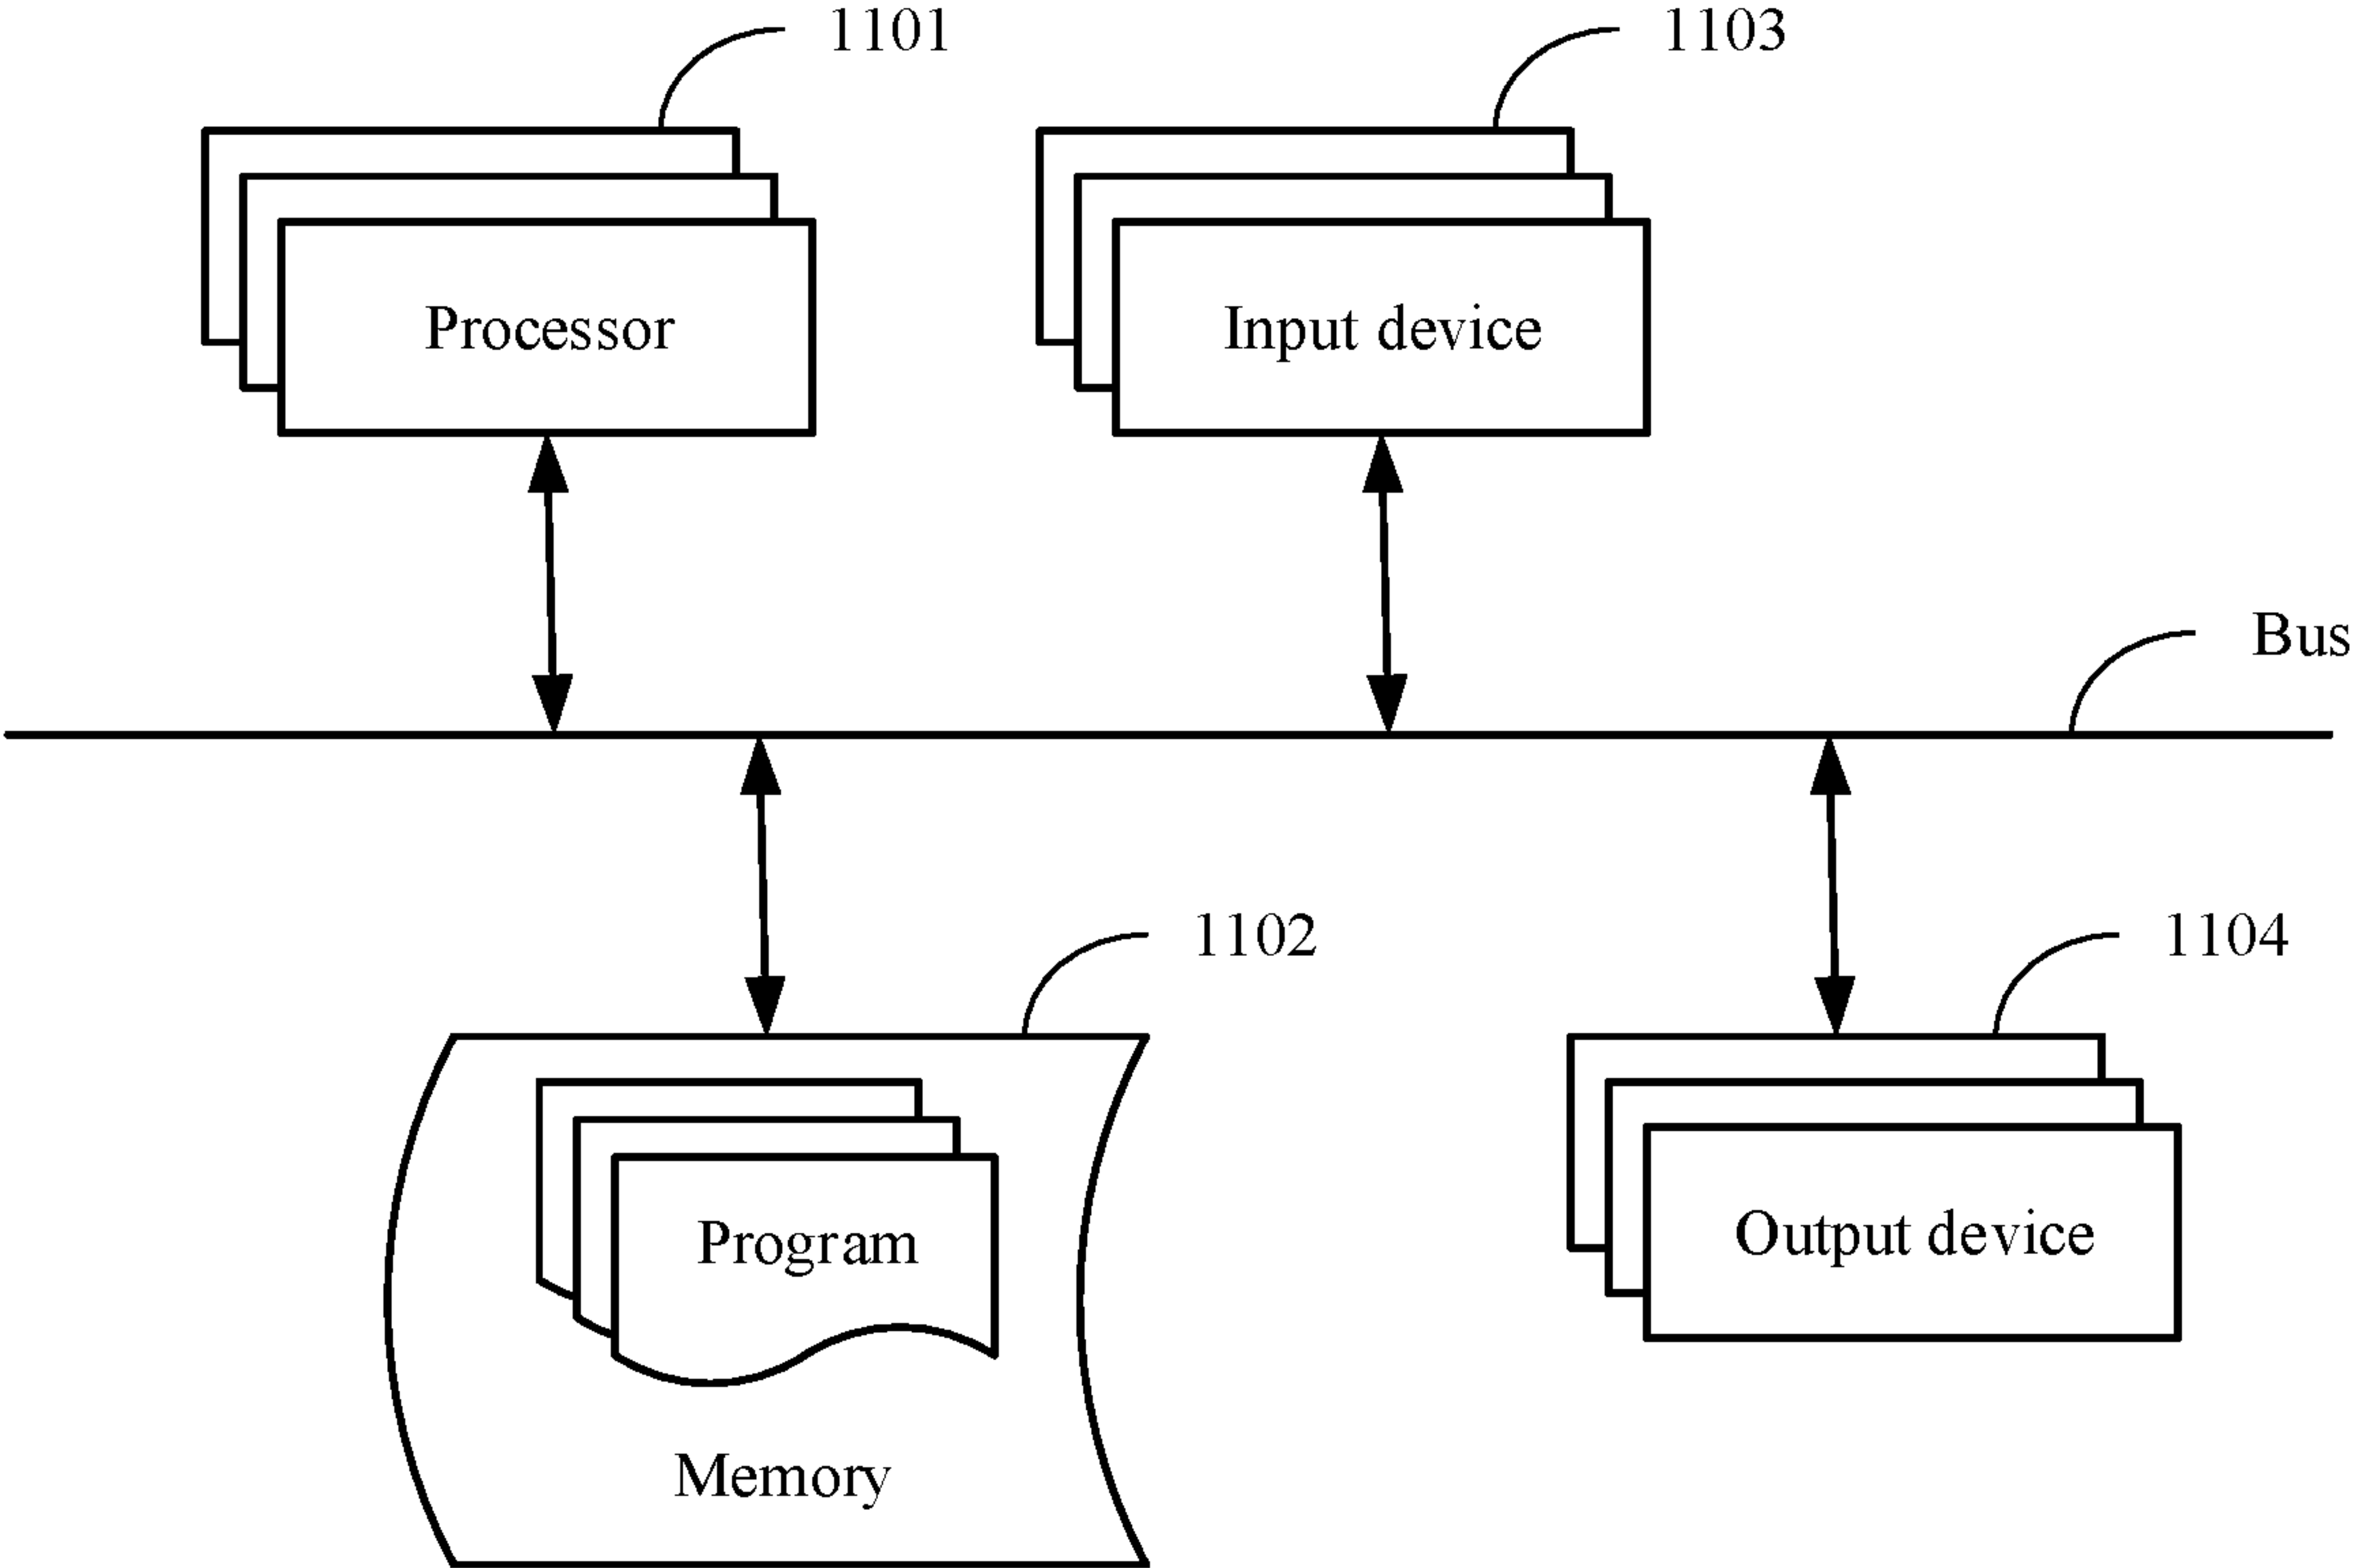 1101
1103
Processor
Input device
Bus
1102
1104
Program
Output device
Memory